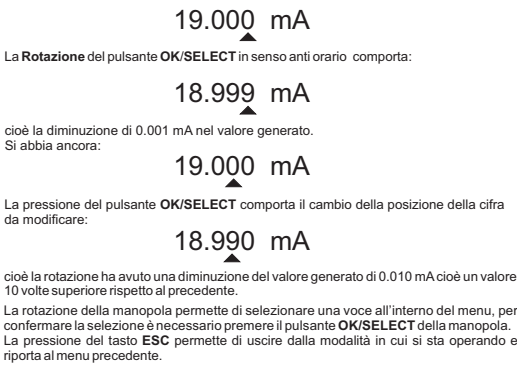 19.000 mA
La Rotazione del pulsante OK/SELECT in senso anti orario comporta:
18.999 mA
cioè la diminuzione di 0.001 mA nel valore generato.
Si abbia ancora:
19.000 mA
La pressione del pulsante OK/SELECT comporta il cambio della posizione della cifra
da modificare:
18.990 mA
cioè la rotazione ha avuto una diminuzione del valore generato di 0.010 mA cioè un valore
10 volte superiore rispetto al precedente.
La rotazione della manopola permette di selezionare una voce all'interno del menu, per
confermare la selezione è necessario premere il pulsante OK/SELECT della manopola.
La pressione del tasto ESC permette di uscire dalla modalità in cui si sta operando e
riporta al menu precedente.